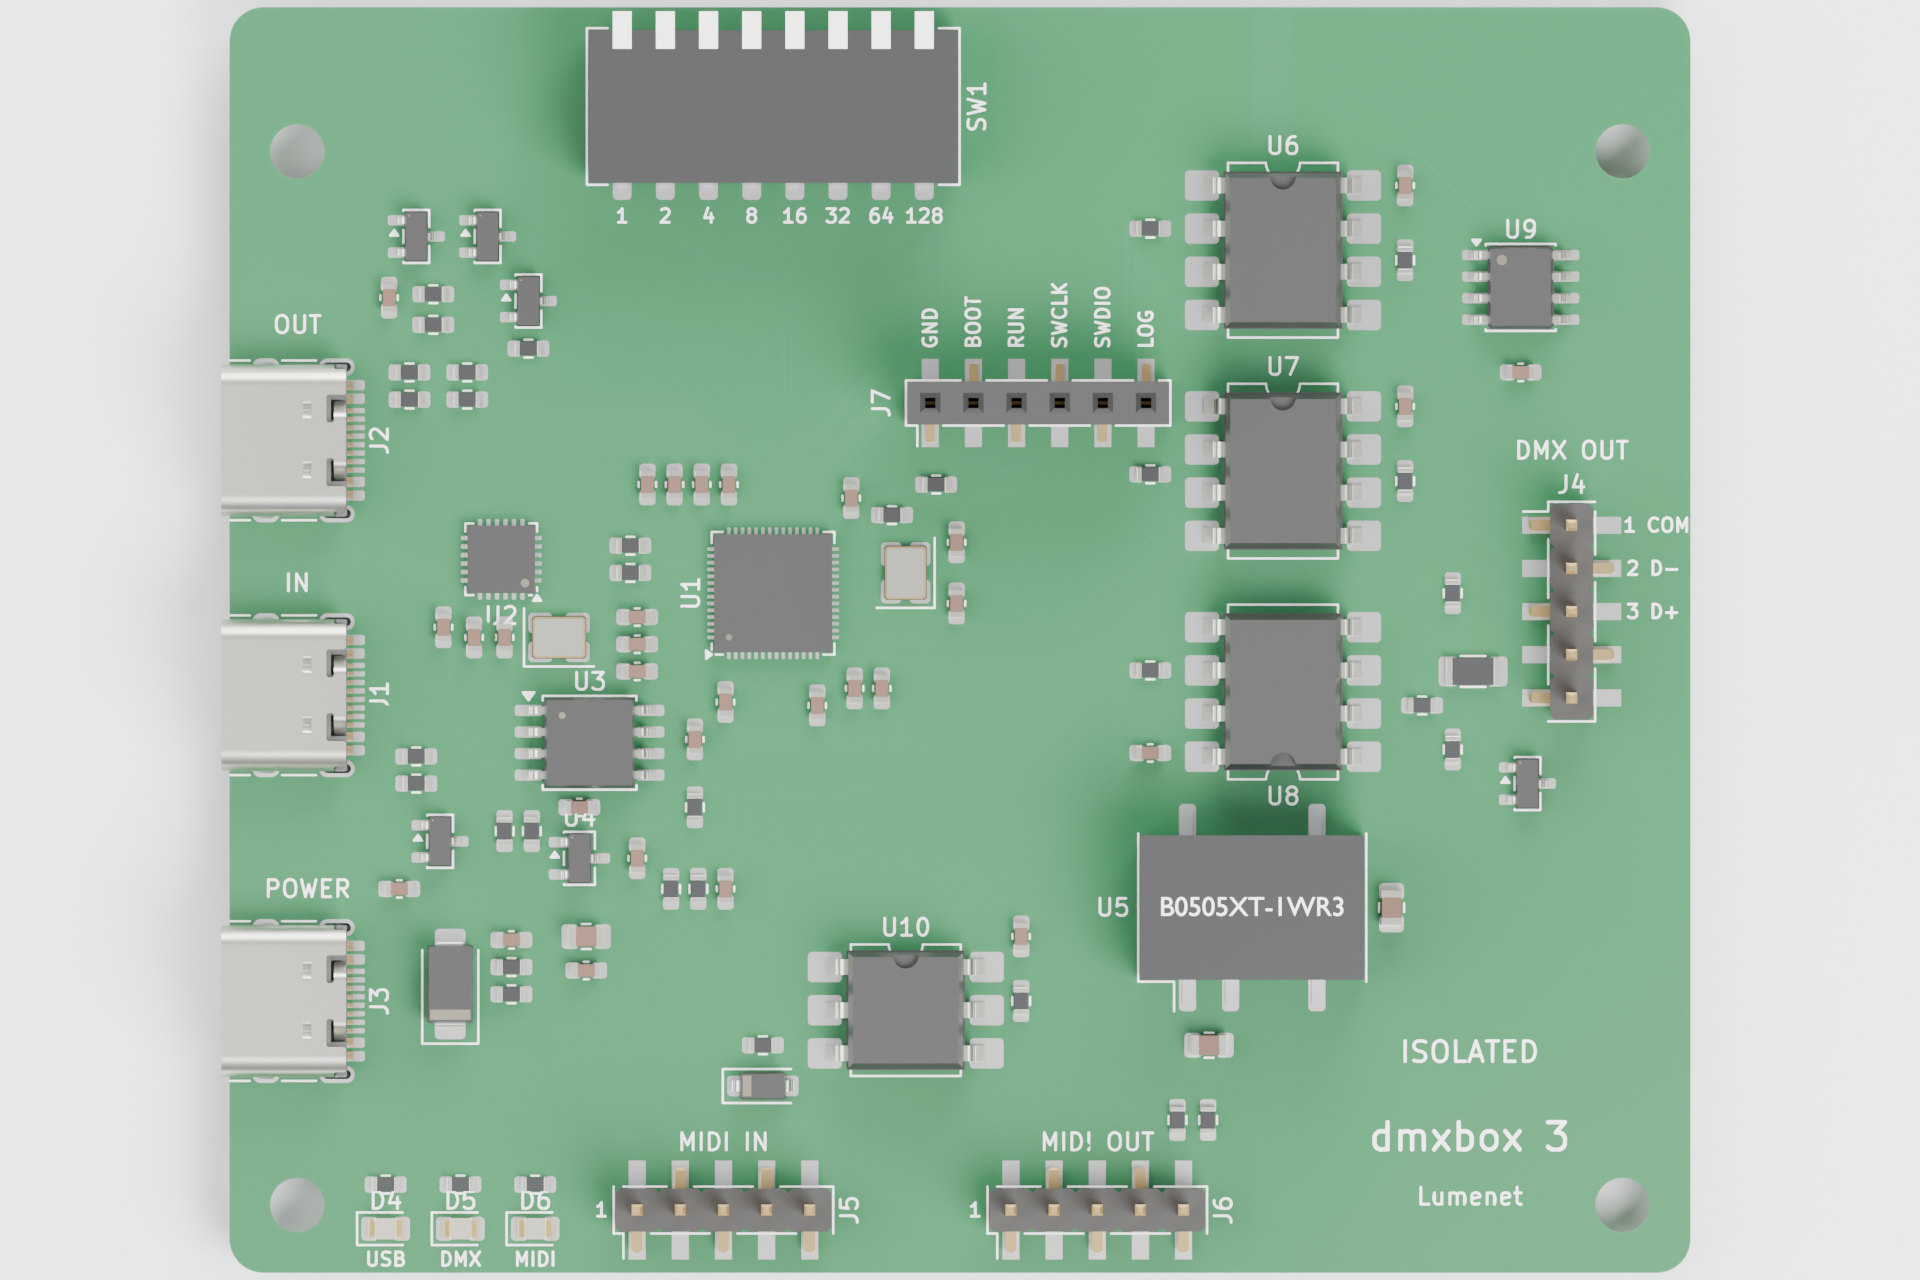 SW1
1 2 4 8 16 32 64 128
U6
U9
OUT
GND BOOT RUN SWCLK SWDIO LOG
U7
J7
J2
DMX OUT
J4
1 COM
2 D-
3 D+
IN
U1
U2
J1
U3
U8
U4
POWER
U5
B0505XT-1WR3
U10
J3
ISOLATED
MIDI IN
MIDI OUT
dmxbox 3
Lumenet
D4 D5 D6
1
J5
1
J6
USB DMX MIDI